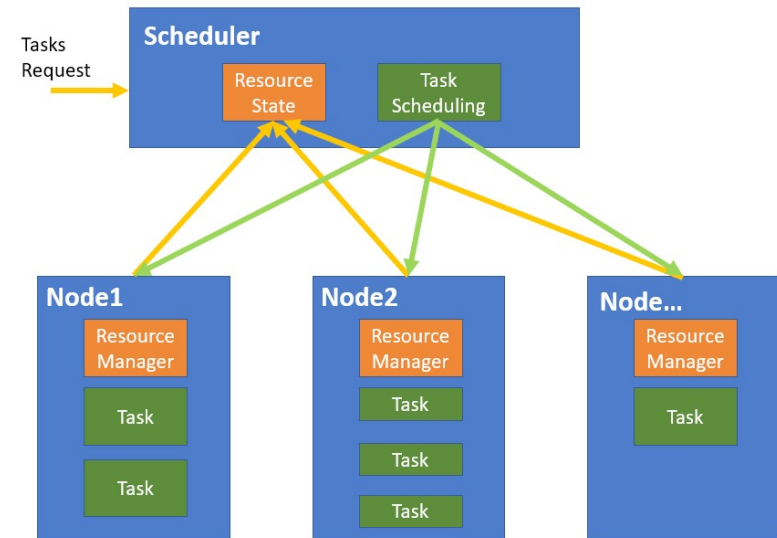 Scheduler
Tasks
Request
Resource
State
Task
Scheduling
Node1
Resource
Manager
Task
Task
Node2
Resource
Manager
Task
Task
Task
Node...
Resource
Manager
Task